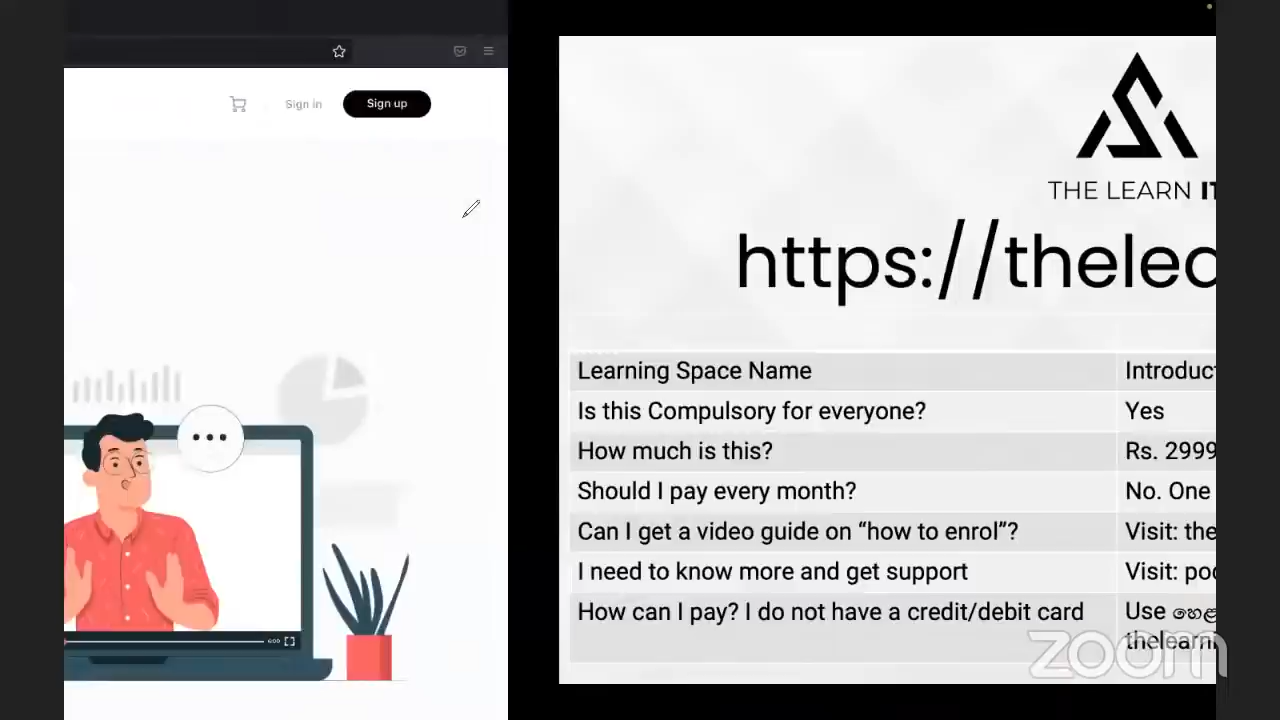 Sign in
Sign up
THE LEARN IT
https://thelea
Learning Space Name
Introduct
Is this Compulsory for everyone?
Yes
How much is this?
Rs. 2999
Should I pay every month?
No. One
Can I get a video guide on “how to enrol”?
Visit: the
I need to know more and get support
Visit: poc
How can I pay? I do not have a credit/debit card
Use හෙළ
thelearni
zoom